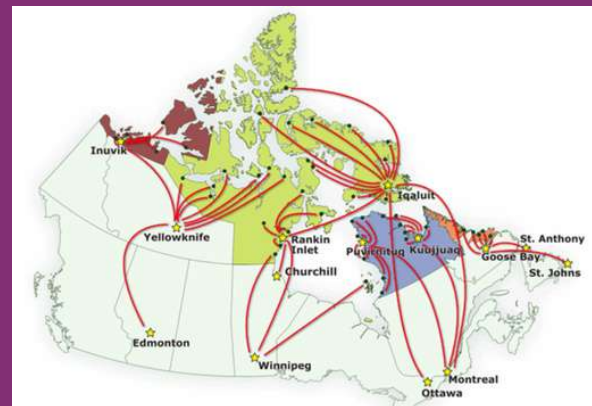 Inuvik
Iqaluit
Yellowknife
Rankin
Inlet
Puvirnituq
Kuujjuaq
St. Anthony
Goose Bay
St. Johns
Churchill
Edmonton
Winnipeg
Montreal
Ottawa